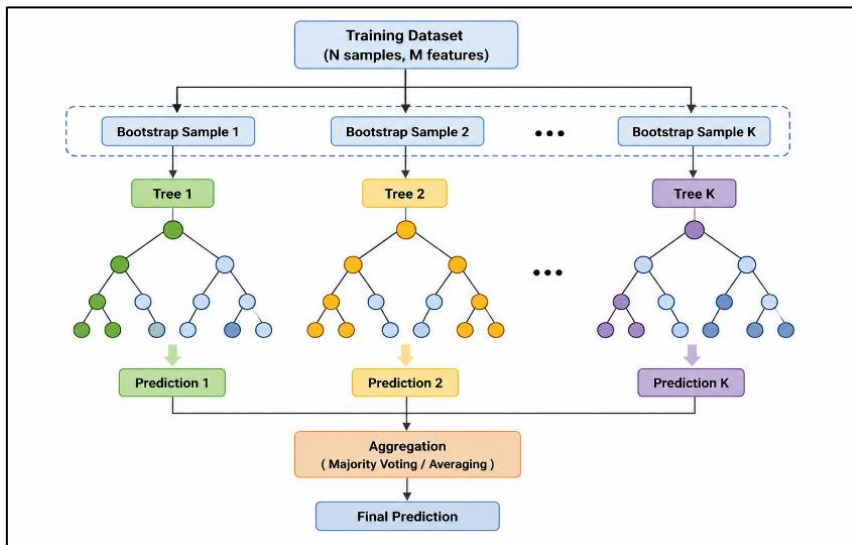 Training Dataset
(N samples, M features)
Bootstrap Sample 1
Bootstrap Sample 2
Bootstrap Sample K
Tree 1
Tree 2
Tree K
Prediction 1
Prediction 2
Prediction K
Aggregation
( Majority Voting / Averaging )
Final Prediction